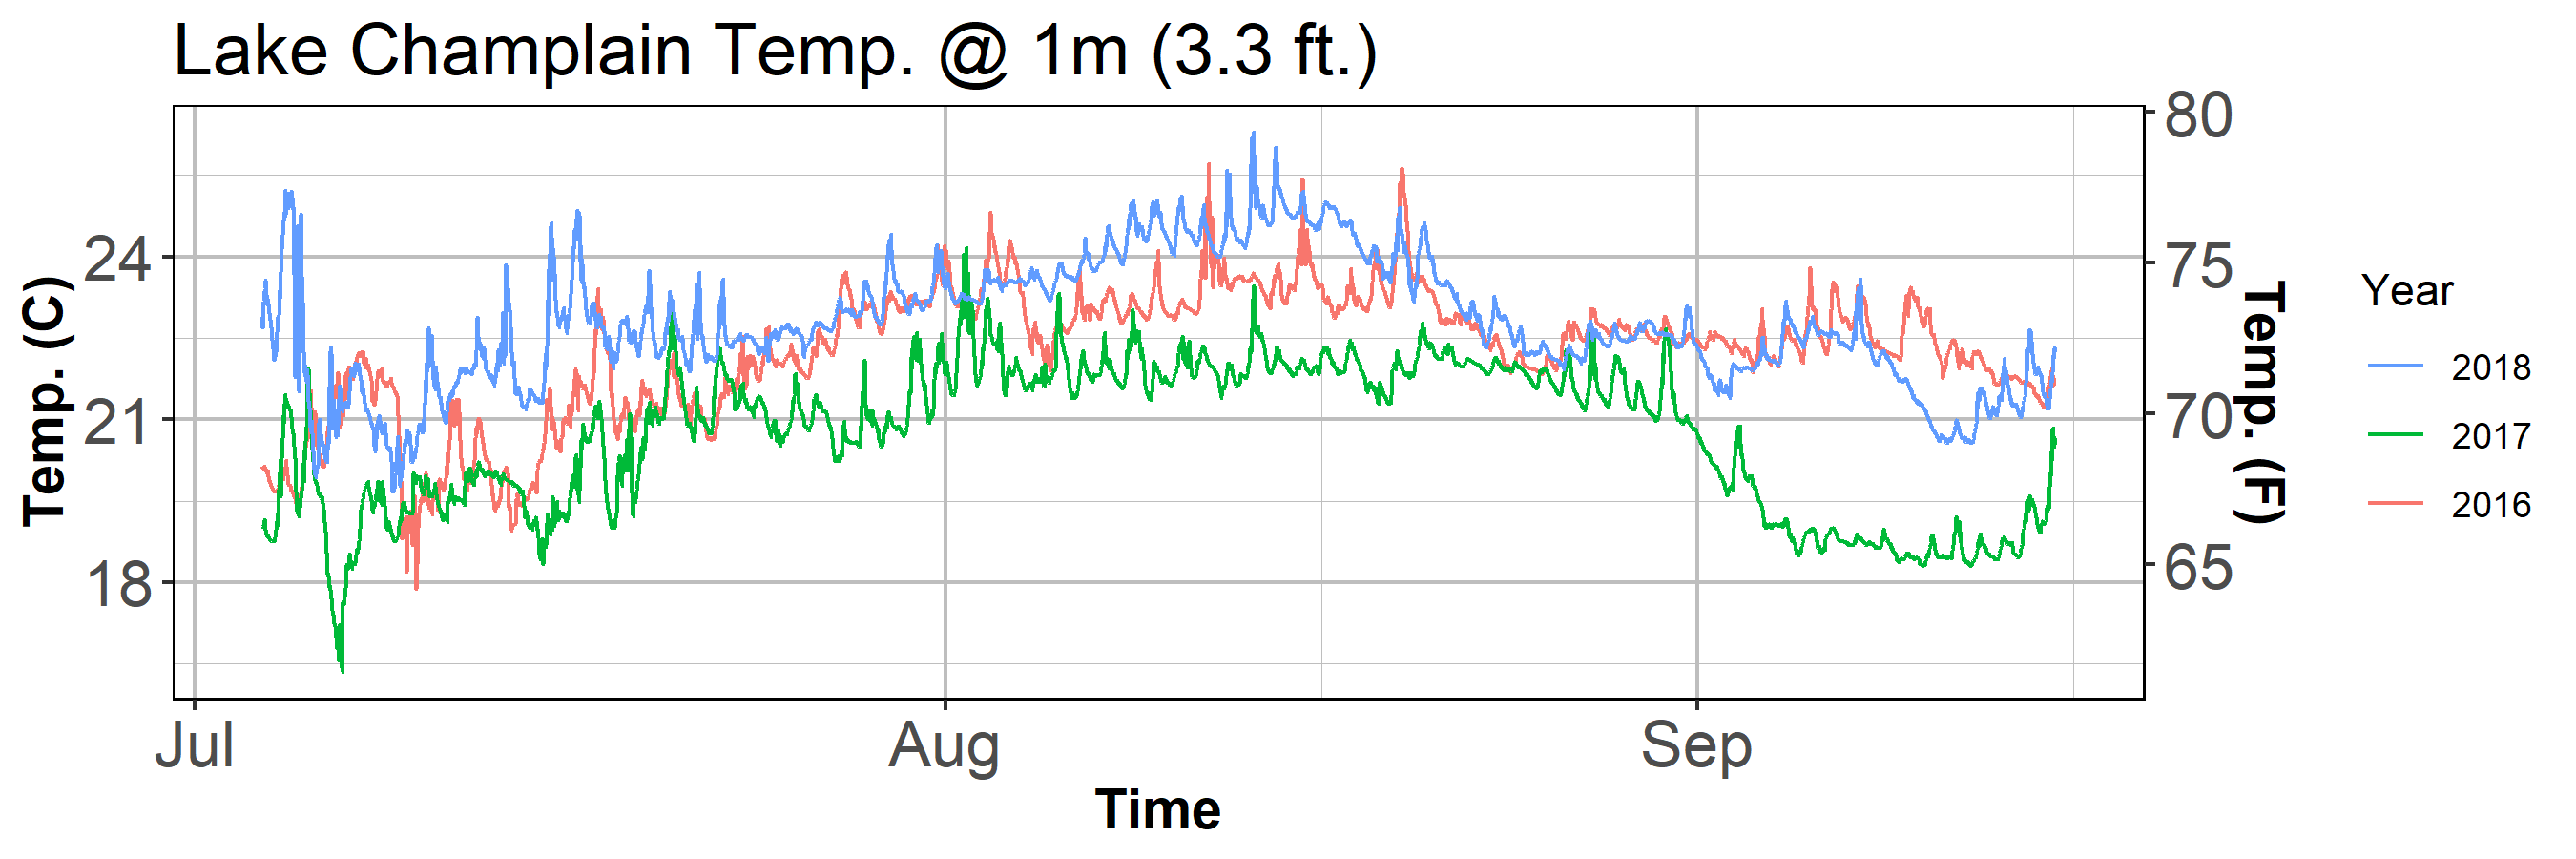 Lake Champlain Temp. @ 1m (3.3 ft.)
Temp. (C)
24
21
18
80
75
70
65
Temp. (F)
Jul
Aug
Sep
Time
Year
2018
2017
2016